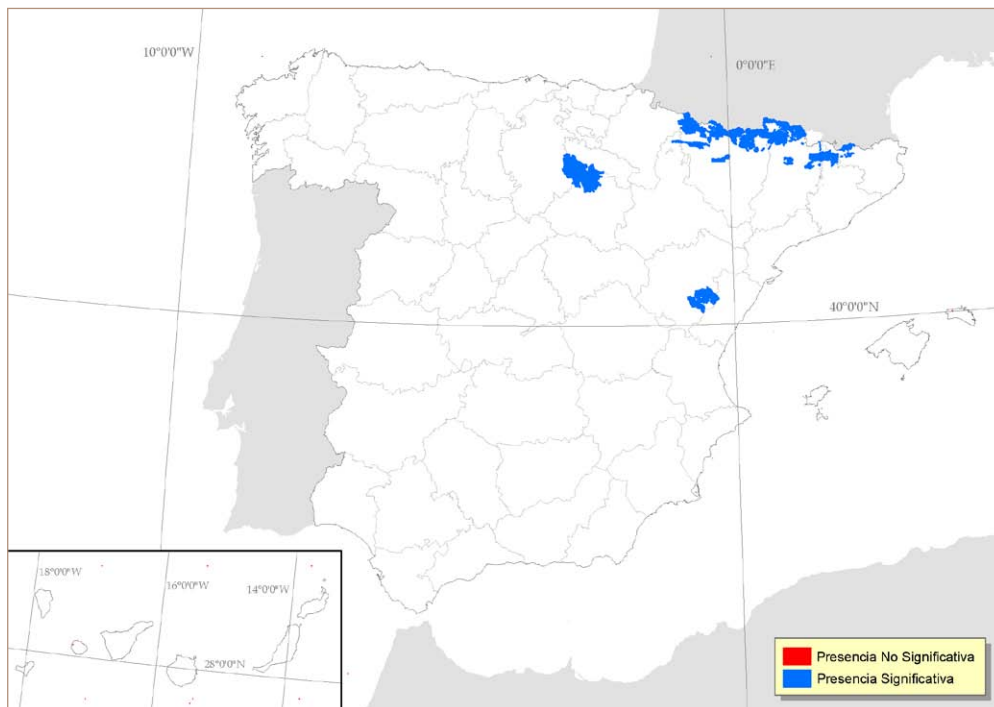 10°0'0"W
0°0'0"E
40°0'0"N
18°0'0"W
16°0'0"W
14°0'0"W
28°0'0"N
Presencia No Significativa
Presencia Significativa